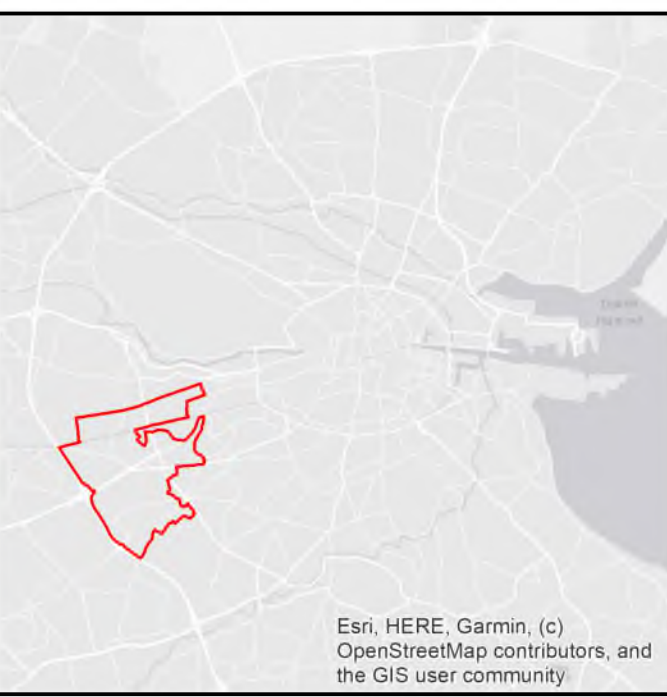 Esri, HERE, Garmin, (c)
OpenStreetMap contributors, and
the GIS user community